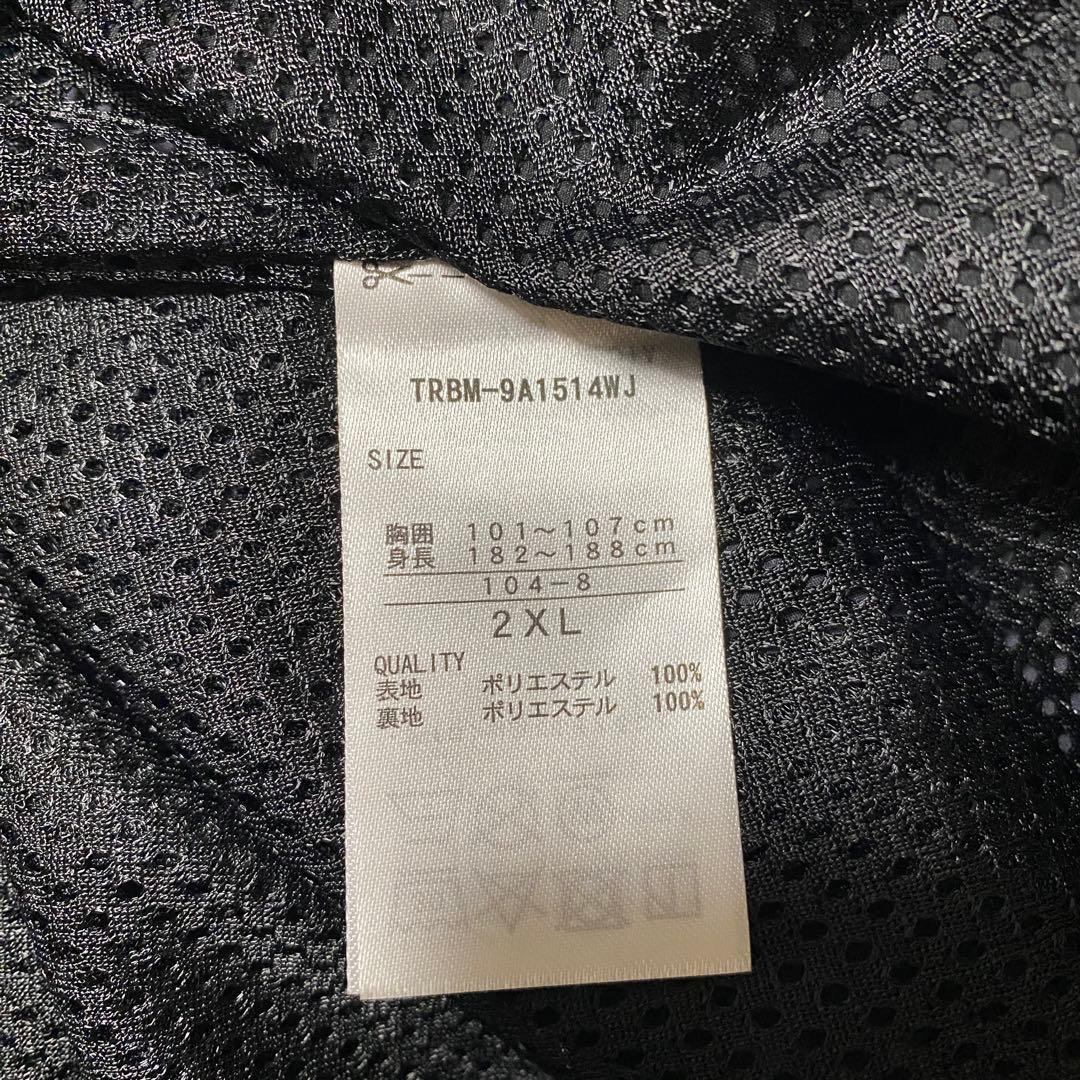 TRBM-9A1514WJ
SIZE
胸囲 101～107cm
身長 182～188cm
104-8
2XL
QUALITY
表地 ポリエステル 100%
裏地 ポリエステル 100%